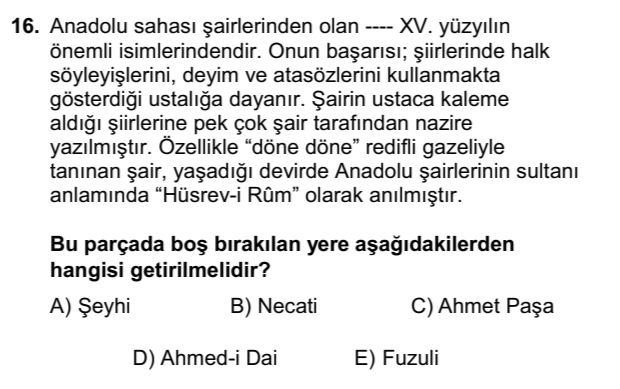 16. Anadolu sahası şairlerinden olan ---- XV. yüzyılın
önemli isimlerindendir. Onun başarısı; şiirlerinde halk
söyleyişlerini, deyim ve atasözlerini kullanmakta
gösterdiği ustalığa dayanır. Şairin ustaca kaleme
aldığı şiirlerine pek çok şair tarafından nazire
yazılmıştır. Özellikle “döne döne” redifli gazeliyle
tanınan şair, yaşadığı devirde Anadolu şairlerinin sultanı
anlamında “Hüsrev-i Rûm” olarak anılmıştır.
Bu parçada boş bırakılan yere aşağıdakilerden
hangisi getirilmelidir?
A) Şeyhi B) Necati C) Ahmet Paşa
D) Ahmed-i Dai E) Fuzuli